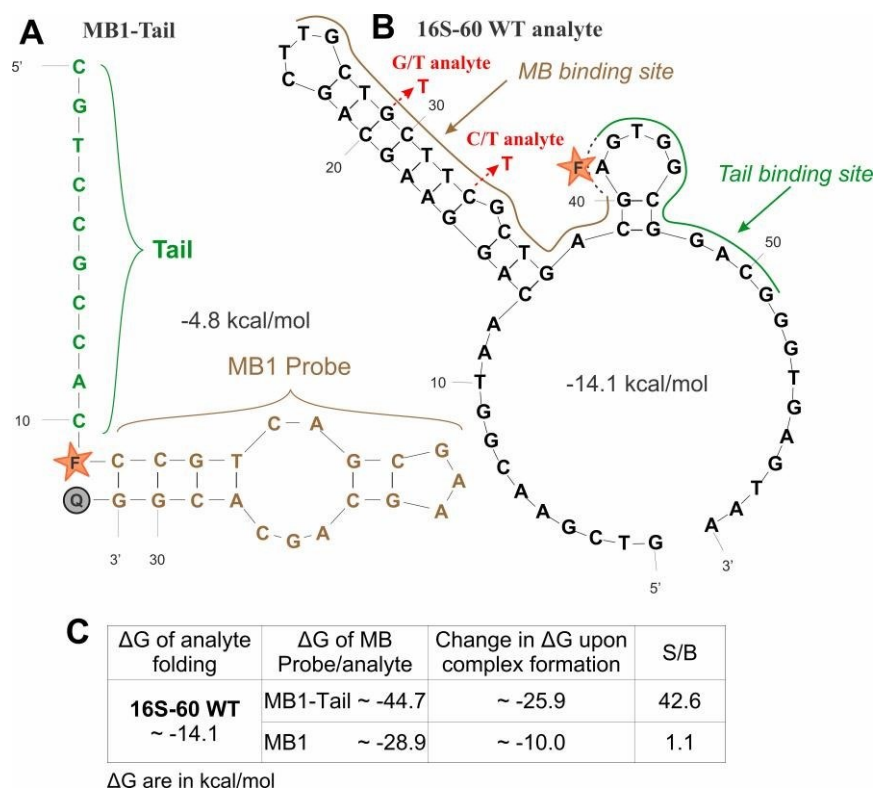 A MB1-Tail
5'
C
G
T
C
C
G
C
C
A
10 C
Tail
-4.8 kcal/mol
MB1 Probe
F C C G T C A G C G A
Q G G C A C G A C G A
3' 30
B 16S-60 WT analyte
G/T analyte
T
MB binding site
C/T analyte
T
F
Tail binding site
10
20
30
40
50
G T C G A A C G G T A A C A G G A A G C A G C T T G C T G C T T C G C T G A C G A G T G G C G G A C G G G T G A G T A A
-14.1 kcal/mol
5'
3'
C
ΔG of analyte folding
ΔG of MB Probe/analyte
Change in ΔG upon complex formation
S/B
16S-60 WT
~ -14.1
MB1-Tail ~ -44.7 ~ -25.9 42.6
MB1 ~ -28.9 ~ -10.0 1.1
ΔG are in kcal/mol